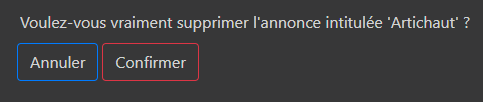 Voulez-vous vraiment supprimer l'annonce intitulée 'Artichaut' ?
Annuler Confirmer